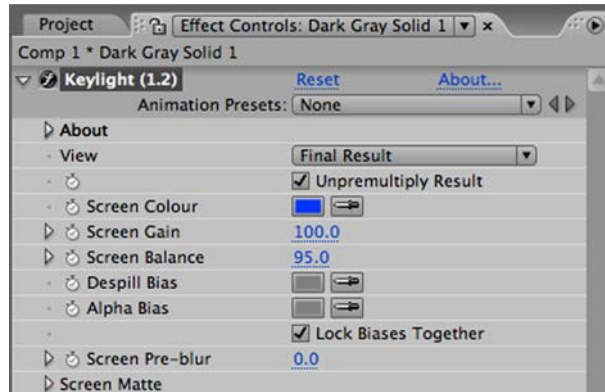 Project Effect Controls: Dark Gray Solid 1
Comp 1 * Dark Gray Solid 1
Keylight (1.2) Reset About...
Animation Presets: None
About
View Final Result
Unpremultiply Result
Screen Colour
Screen Gain 100.0
Screen Balance 95.0
Despill Bias
Alpha Bias
Lock Biases Together
Screen Pre-blur 0.0
Screen Matte